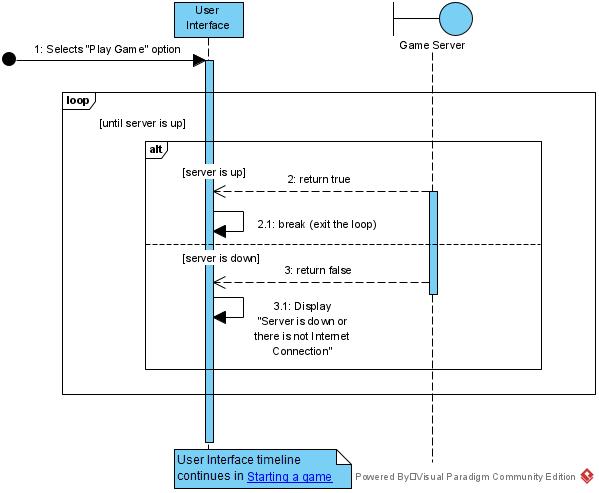 User
Interface
Game Server
1: Selects "Play Game" option
loop
[until server is up]
alt
[server is up]
2: return true
2.1: break (exit the loop)
[server is down]
3: return false
3.1: Display
"Server is down or
there is not Internet
Connection"
User Interface timeline
continues in Starting a game
Powered By□Visual Paradigm Community Edition